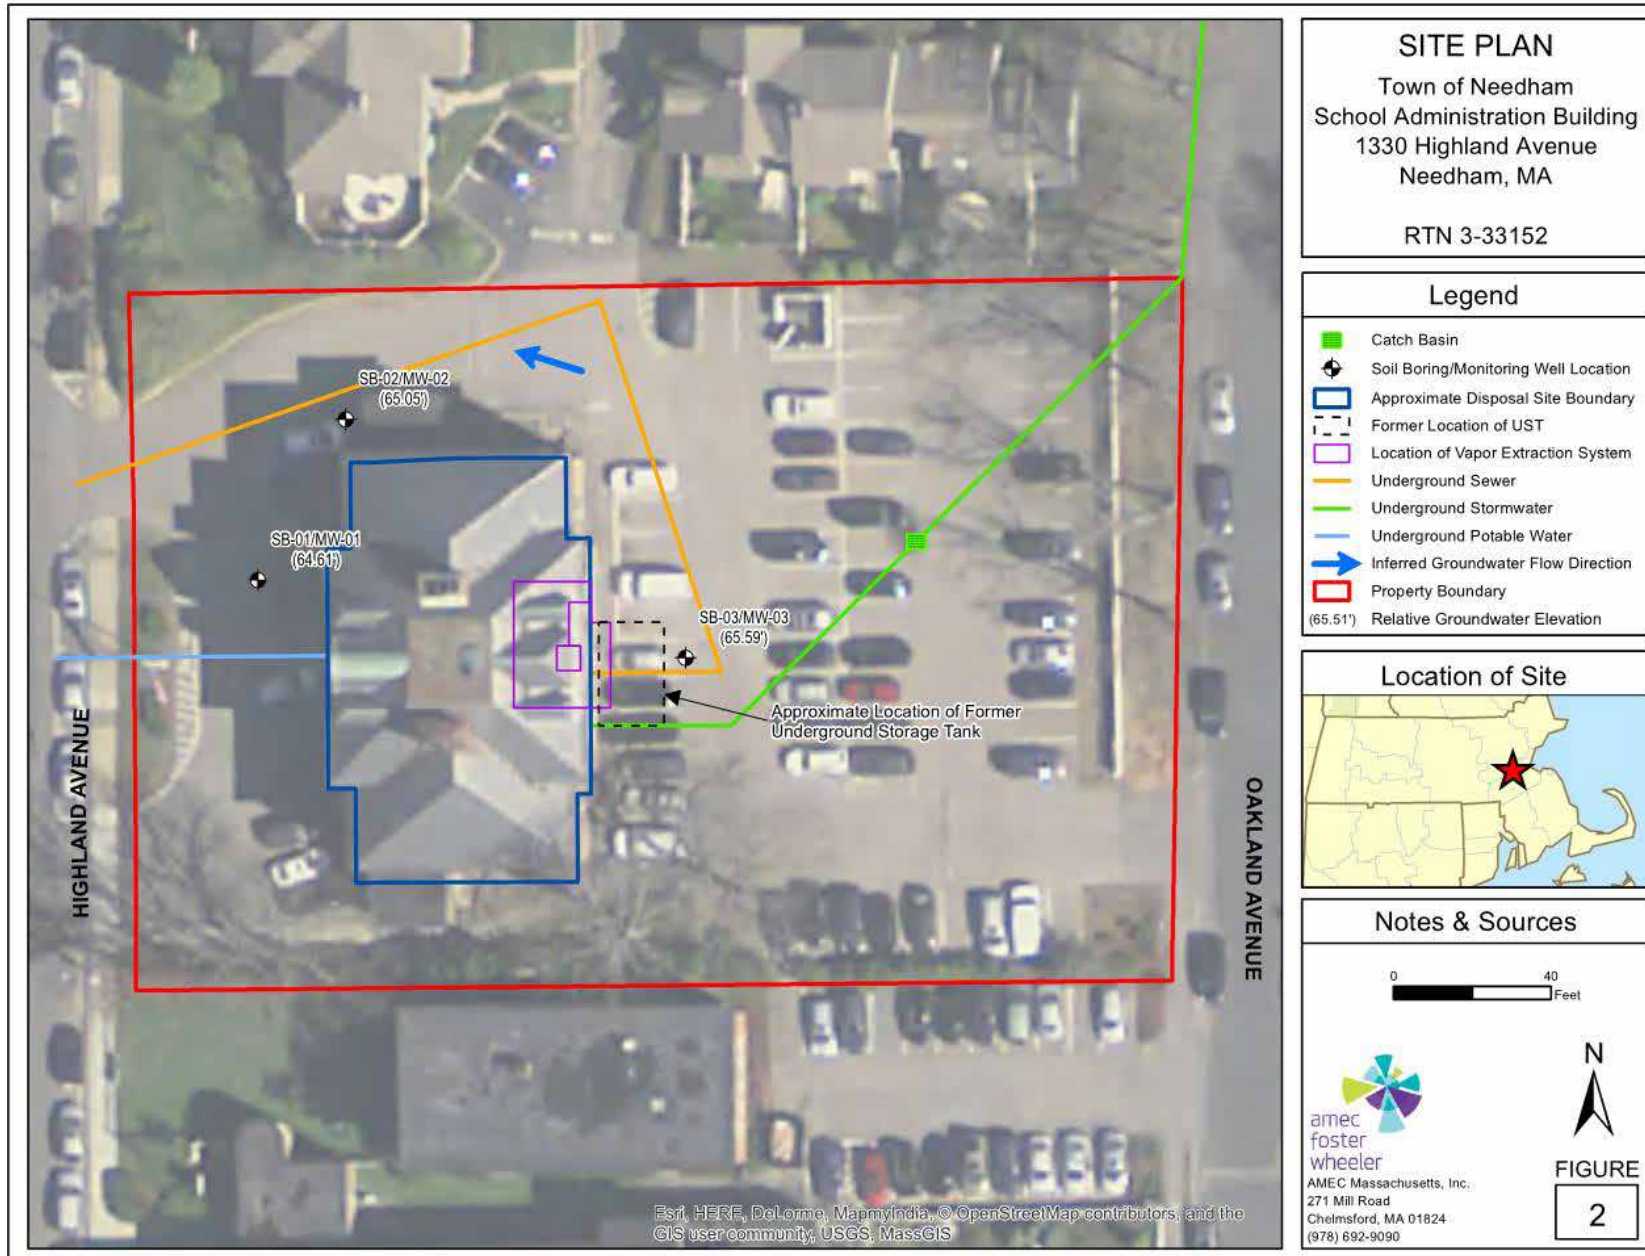 SITE PLAN
Town of Needham
School Administration Building
1330 Highland Avenue
Needham, MA
RTN 3-33152
Legend
Catch Basin
Soil Boring/Monitoring Well Location
Approximate Disposal Site Boundary
Former Location of UST
Location of Vapor Extraction System
Underground Sewer
Underground Stormwater
Underground Potable Water
Inferred Groundwater Flow Direction
Property Boundary
(65.51') Relative Groundwater Elevation
Location of Site
Notes & Sources
0 40
Feet
N
amec
foster
wheeler
AMEC Massachusetts, Inc.
271 Mill Road
Chelmsford, MA 01824
(978) 692-9090
FIGURE
2
SB-02/MW-02
(65.05')
SB-01/MW-01
(64.61')
SB-03/MW-03
(65.59')
Approximate Location of Former
Underground Storage Tank
HIGHLAND AVENUE
OAKLAND AVENUE
Esri, HERE, DeLorme, MapmyIndia, © OpenStreetMap contributors, and the
GIS user community, USGS, MassGIS